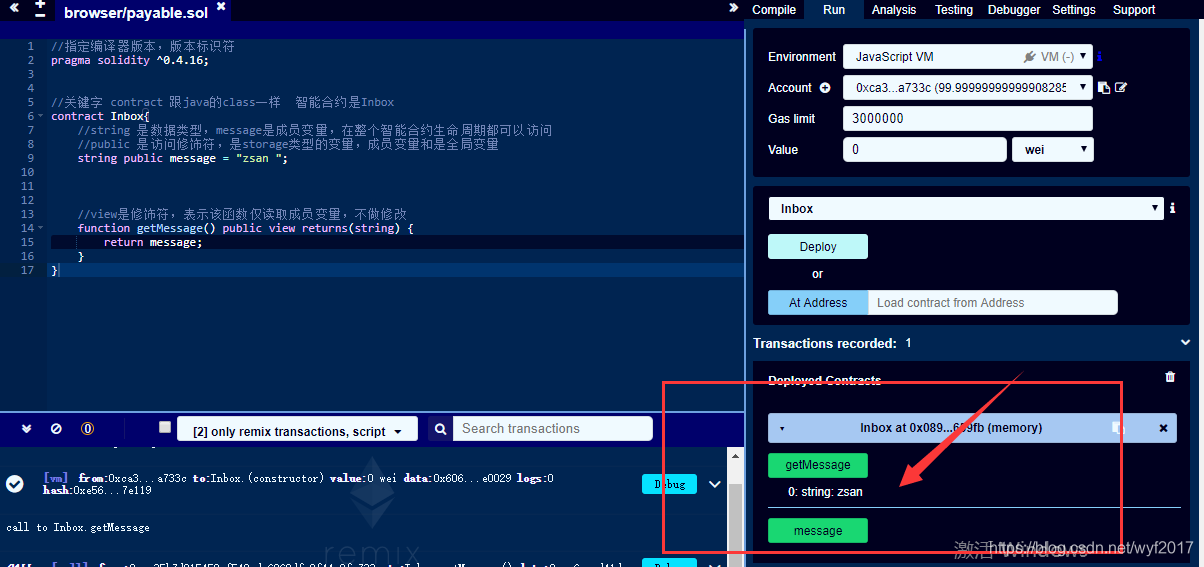 browser/payable.sol
Compile Run Analysis Testing Debugger Settings Support
1 //指定编译器版本，版本标识符
2 pragma solidity ^0.4.16;
3
4
5 //关键字 contract 跟java的class一样 智能合约是Inbox
6 contract Inbox{
7 //string 是数据类型，message是成员变量，在整个智能合约生命周期都可以访问
8 //public 是访问修饰符，是storage类型的变量，成员变量和是全局变量
9 string public message = "zsan ";
10
11
12
13 //view是修饰符，表示该函数仅读取成员变量，不做修改
14 function getMessage() public view returns(string) {
15 return message;
16 }
17 }
Environment JavaScript VM VM (-)
Account 0xca3...a733c (99.99999999999908285
Gas limit 3000000
Value 0 wei
Inbox
Deploy
or
At Address Load contract from Address
Transactions recorded: 1
Deployed Contracts
Inbox at 0x089...659fb (memory)
getMessage
0: string: zsan
message
0 [2] only remix transactions, script Search transactions
[vm] from:0xca3...a733c to:Inbox.(constructor) value:0 wei data:0x606...e0029 logs:0
hash:0xe56...7e119
Debug
call to Inbox.getMessage
remix
Debug
激活 Windows
https://blog.csdn.net/wyf2017